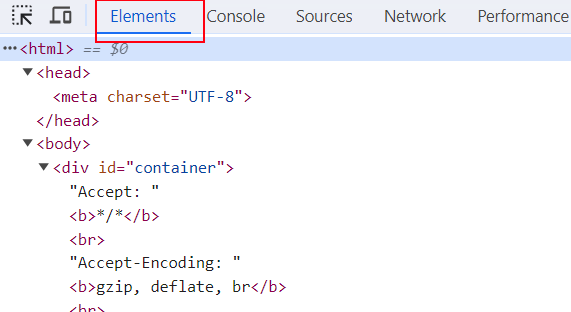 Elements Console Sources Network Performance
···<html> == $0
▼<head>
<meta charset="UTF-8">
</head>
▼<body>
▼<div id="container">
"Accept: "
<b>*/*</b>
<br>
"Accept-Encoding: "
<b>gzip, deflate, br</b>
<br>